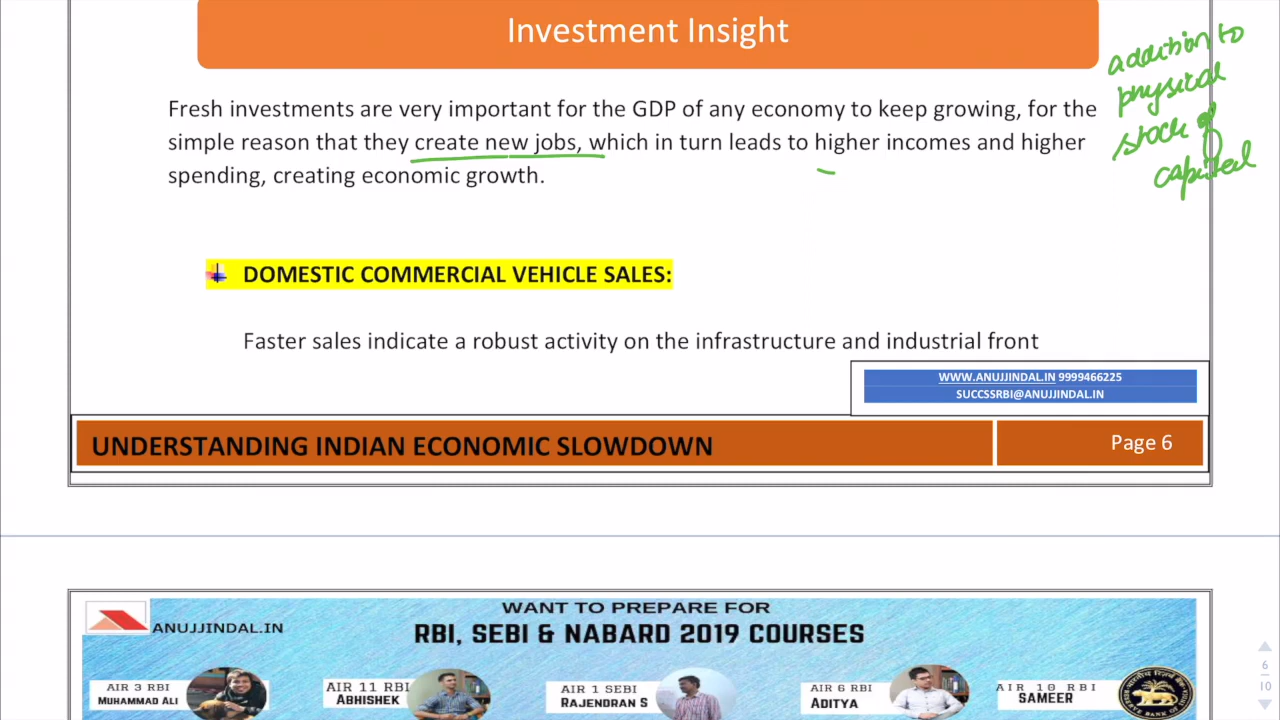 Investment Insight
addition to
physical
stock of
capital
Fresh investments are very important for the GDP of any economy to keep growing, for the
simple reason that they create new jobs, which in turn leads to higher incomes and higher
spending, creating economic growth.
DOMESTIC COMMERCIAL VEHICLE SALES:
Faster sales indicate a robust activity on the infrastructure and industrial front
WWW.ANUJJINDAL.IN 9999466225
SUCCSSRBI@ANUJJINDAL.IN
UNDERSTANDING INDIAN ECONOMIC SLOWDOWN
Page 6
WANT TO PREPARE FOR
ANUJJINDAL.IN
RBI, SEBI & NABARD 2019 COURSES
AIR 3 RBI
MUHAMMAD ALI
AIR 11 RBI
ABHISHEK
AIR 1 SEBI
RAJENDRAN S
AIR 6 RBI
ADITYA
AIR 10 RBI
SAMEER
6
10